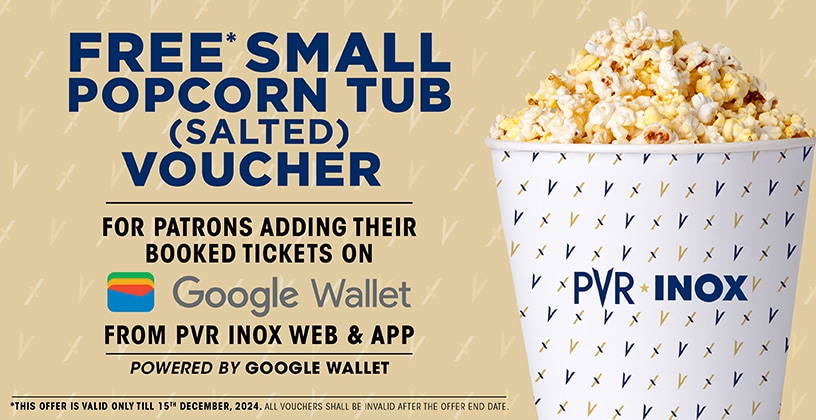 FREE* SMALL
POPCORN TUB
(SALTED)
VOUCHER
FOR PATRONS ADDING THEIR
BOOKED TICKETS ON
Google Wallet
FROM PVR INOX WEB & APP
POWERED BY GOOGLE WALLET
*THIS OFFER IS VALID ONLY TILL 15TH DECEMBER, 2024. ALL VOUCHERS SHALL BE INVALID AFTER THE OFFER END DATE.
PVR INOX